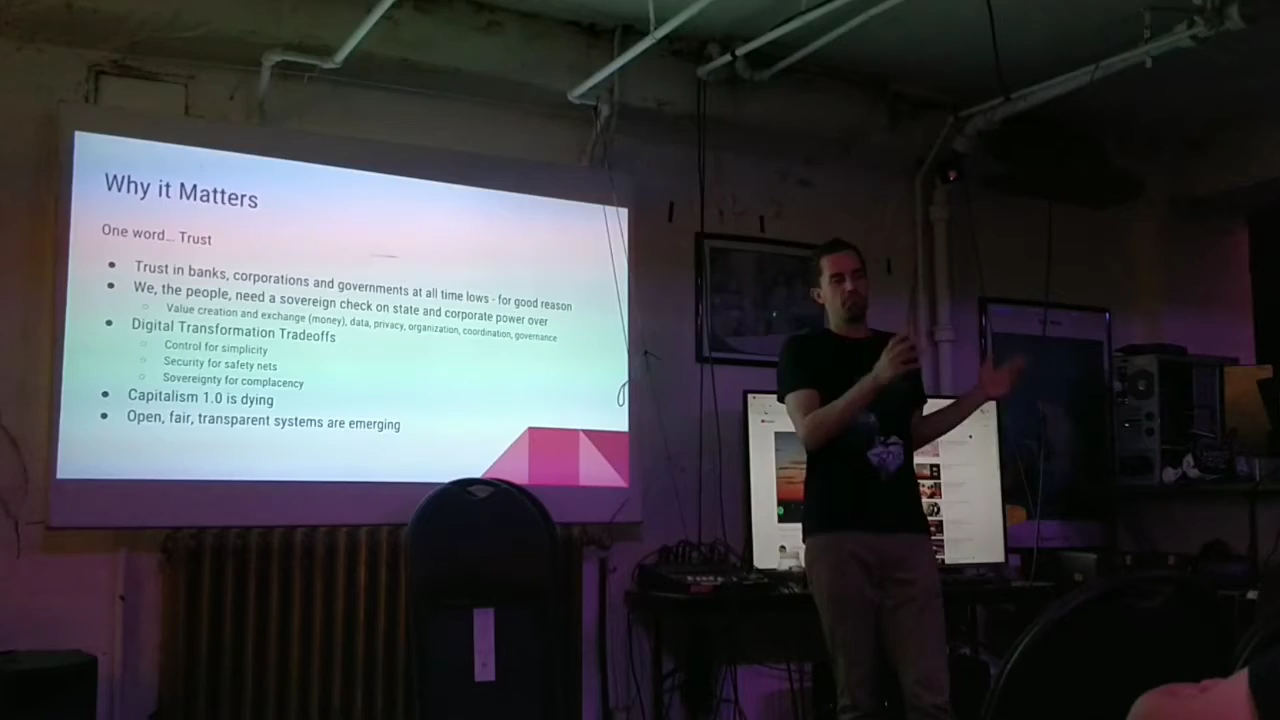 Why it Matters
One word... Trust
Trust in banks, corporations and governments at all time lows - for good reason
We, the people, need a sovereign check on state and corporate power over
Value creation and exchange (money), data, privacy, organization, coordination, governance
Digital Transformation Tradeoffs
Control for simplicity
Security for safety nets
Sovereignty for complacency
Capitalism 1.0 is dying
Open, fair, transparent systems are emerging